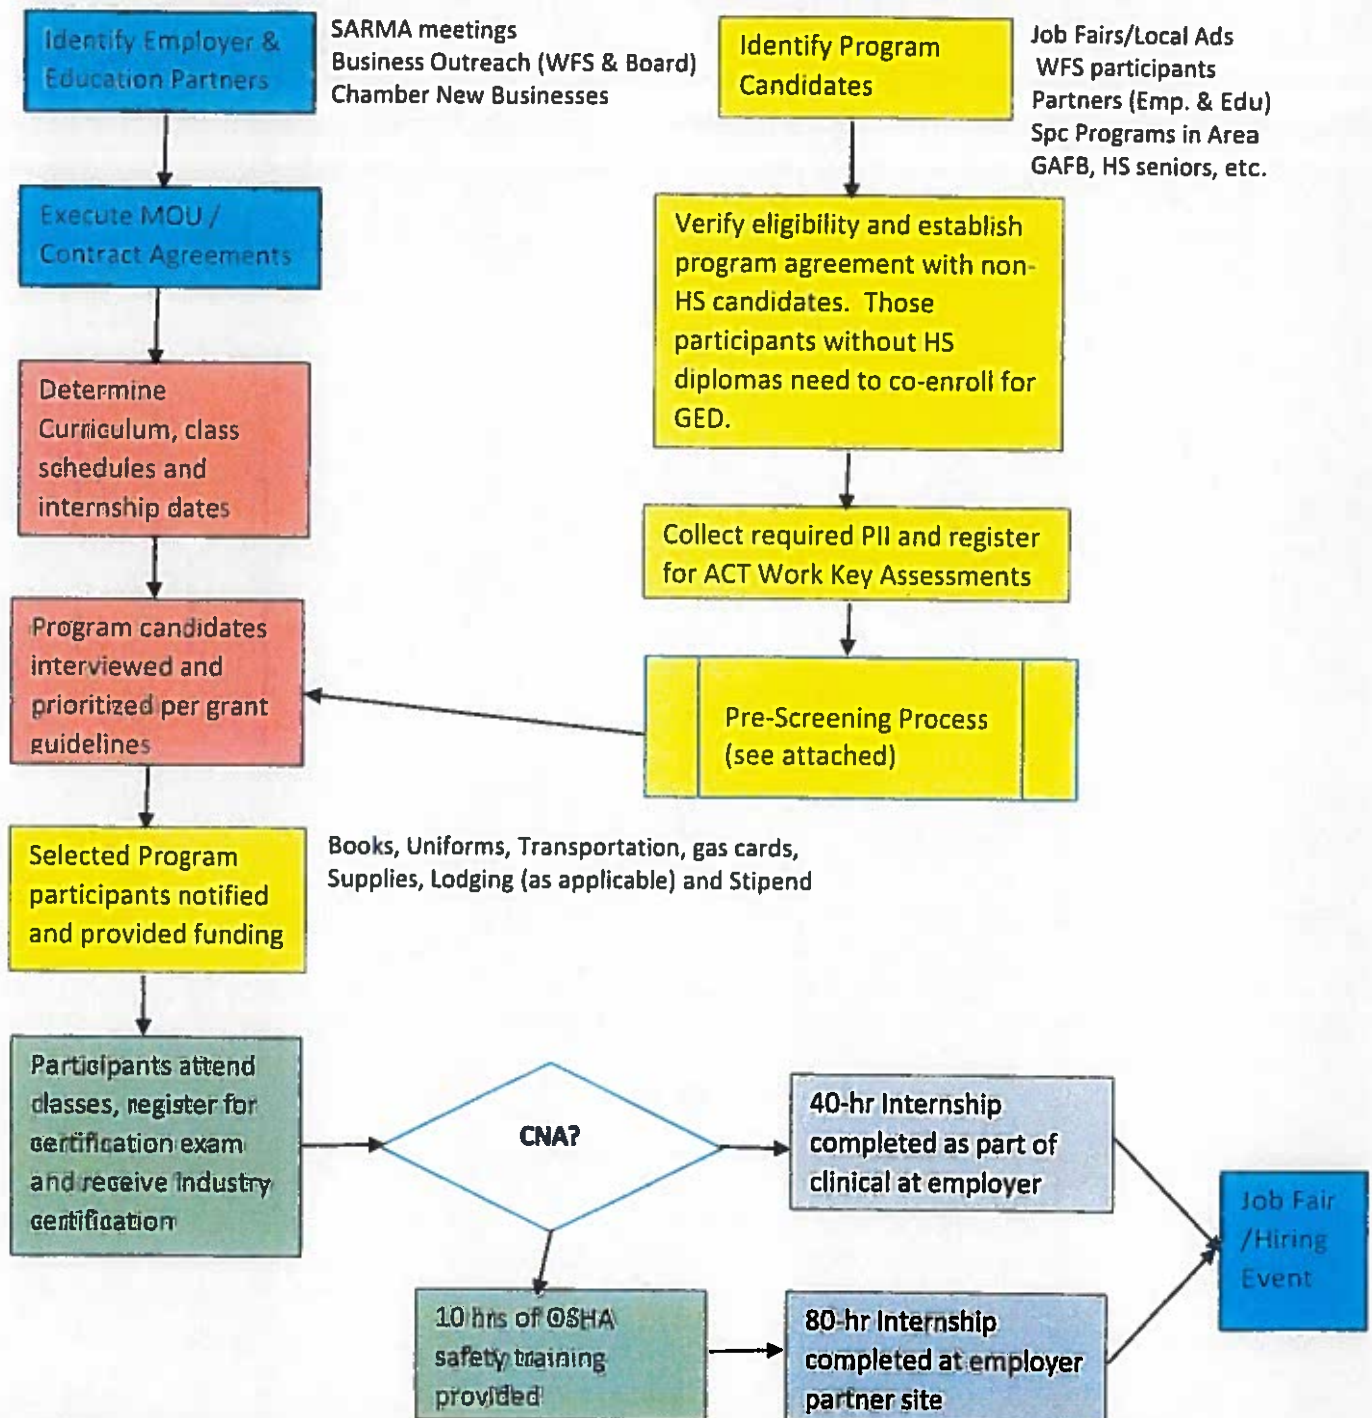 Identify Employer &
Education Partners
SARMA meetings
Business Outreach (WFS & Board)
Chamber New Businesses
Identify Program
Candidates
Job Fairs/Local Ads
WFS participants
Partners (Emp. & Edu)
Spc Programs in Area
GAFB, HS seniors, etc.
Execute MOU /
Contract Agreements
Verify eligibility and establish
program agreement with non-
HS candidates. Those
participants without HS
diplomas need to co-enroll for
GED.
Determine
Curriculum, class
schedules and
internship dates
Collect required PII and register
for ACT Work Key Assessments
Program candidates
interviewed and
prioritized per grant
guidelines
Pre-Screening Process
(see attached)
Selected Program
participants notified
and provided funding
Books, Uniforms, Transportation, gas cards,
Supplies, Lodging (as applicable) and Stipend
Participants attend
classes, register for
certification exam
and receive Industry
certification
CNA?
40-hr Internship
completed as part of
clinical at employer
Job Fair
/Hiring
Event
10 hrs of OSHA
safety training
provided
80-hr Internship
completed at employer
partner site